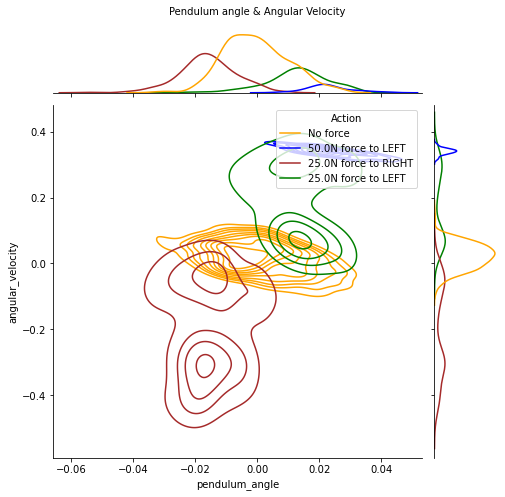 Pendulum angle & Angular Velocity
Action
No force
50.0N force to LEFT
25.0N force to RIGHT
25.0N force to LEFT
0.4
0.2
0.0
−0.2
−0.4
angular_velocity
−0.06 −0.04 −0.02 0.00 0.02 0.04
pendulum_angle